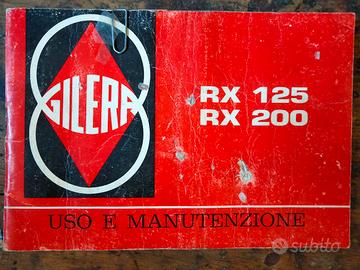 GILERA
RX 125
RX 200
USO E MANUTENZIONE
subito